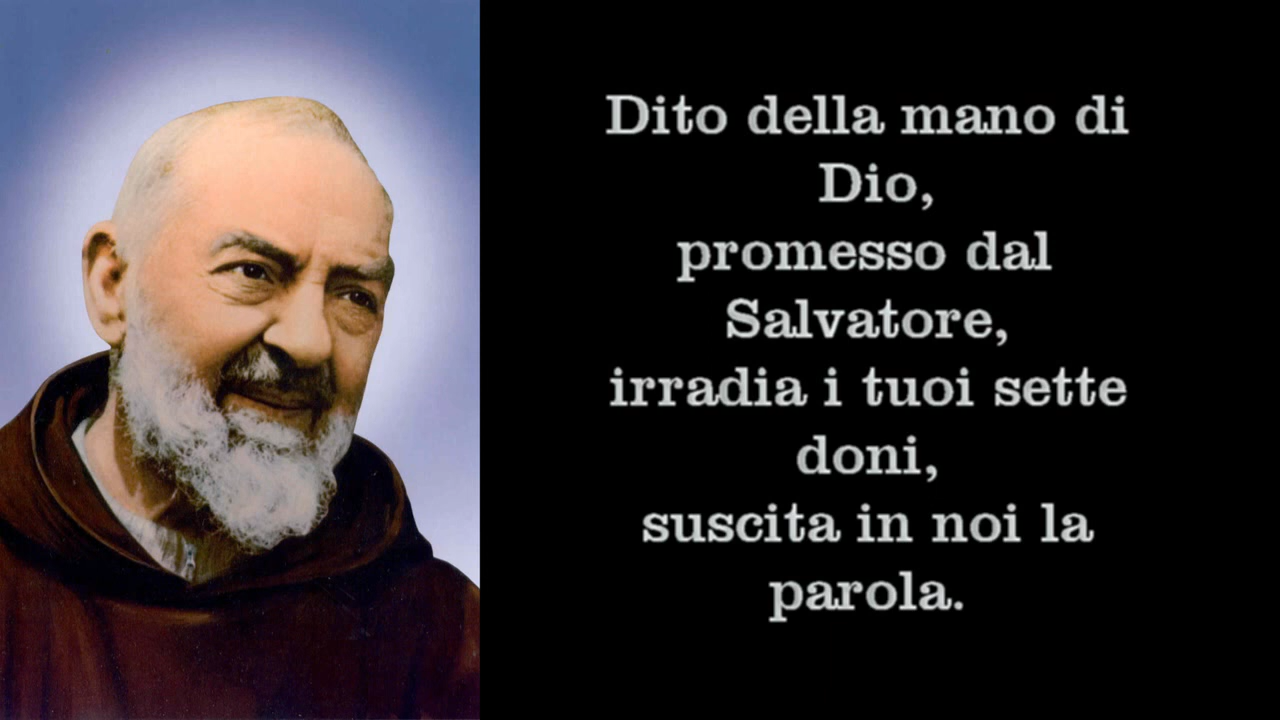 Dito della mano di
Dio,
promesso dal
Salvatore,
irradia i tuoi sette
doni,
suscita in noi la
parola.